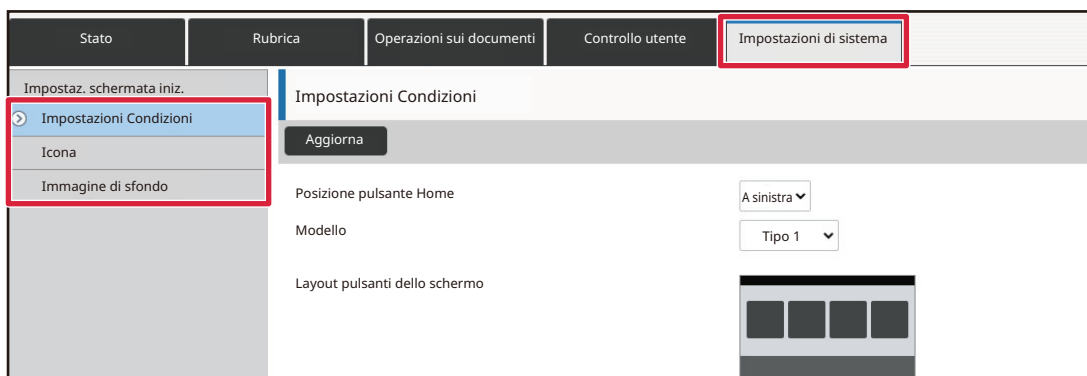 Stato
Rubrica
Operazioni sui documenti
Controllo utente
Impostazioni di sistema
Impostaz. schermata iniz.
Impostazioni Condizioni
Icona
Immagine di sfondo
Impostazioni Condizioni
Aggiorna
Posizione pulsante Home
A sinistra
Modello
Tipo 1
Layout pulsanti dello schermo